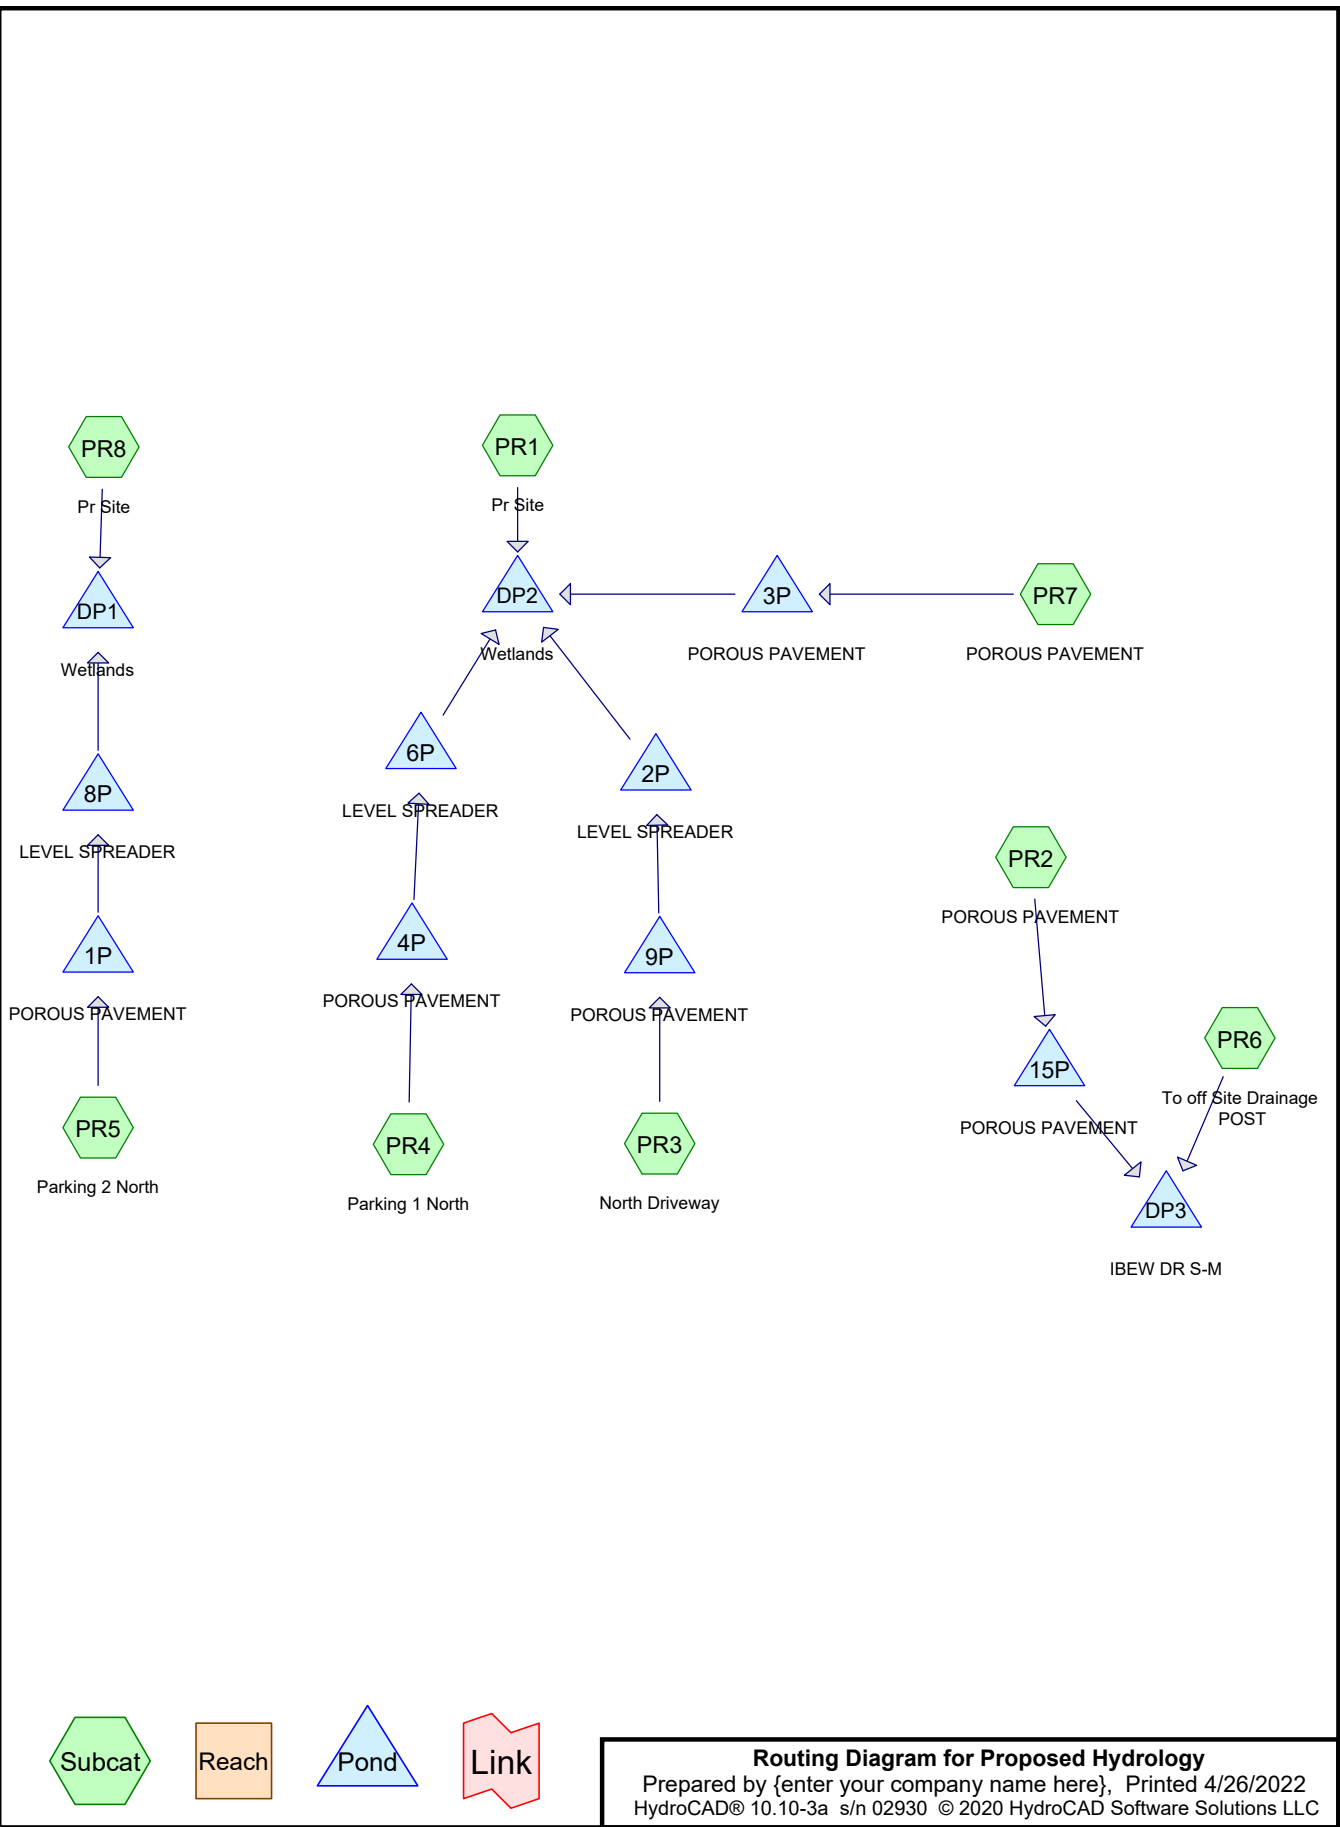 PR8
Pr Site
DP1
Wetlands
8P
LEVEL SPREADER
1P
POROUS PAVEMENT
PR5
Parking 2 North
PR1
Pr Site
DP2
Wetlands
3P
POROUS PAVEMENT
PR7
POROUS PAVEMENT
6P
LEVEL SPREADER
4P
POROUS PAVEMENT
PR4
Parking 1 North
2P
LEVEL SPREADER
9P
POROUS PAVEMENT
PR3
North Driveway
PR2
POROUS PAVEMENT
15P
POROUS PAVEMENT
PR6
To off Site Drainage
POST
DP3
IBEW DR S-M
Subcat
Reach
Pond
Link
Routing Diagram for Proposed Hydrology
Prepared by {enter your company name here}, Printed 4/26/2022
HydroCAD® 10.10-3a s/n 02930 © 2020 HydroCAD Software Solutions LLC